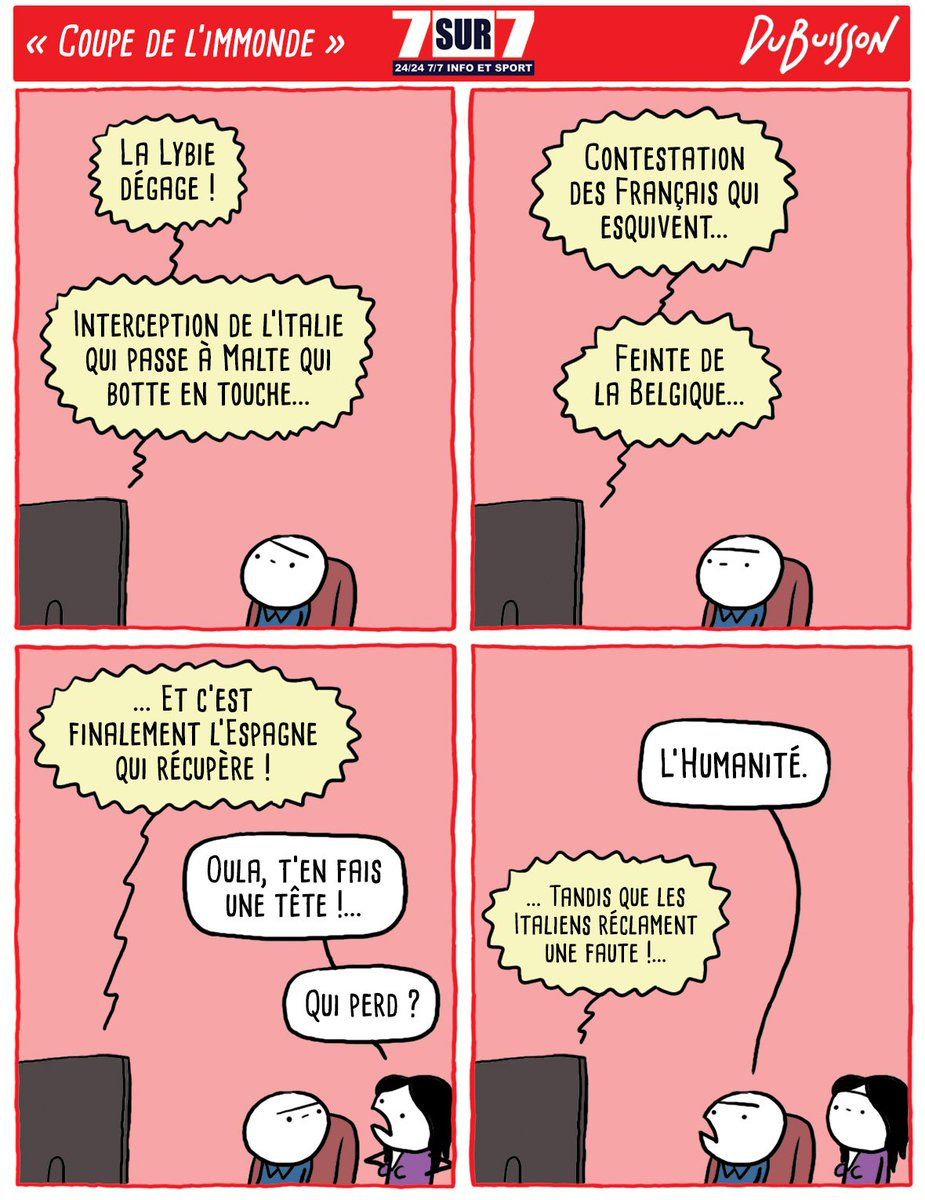 « Coupe de l'immonde »
7 SUR 7
24/24 7/7 INFO ET SPORT
DuBuisson
La Lybie
dégage !
Interception de l'Italie
qui passe à Malte qui
botte en touche...
Contestation
des Français qui
esquivent...
Feinte de
la Belgique...
... Et c'est
finalement l'Espagne
qui récupère !
Oula, t'en fais
une tête !...
Qui perd ?
L'Humanité.
... Tandis que les
Italiens réclament
une faute !...